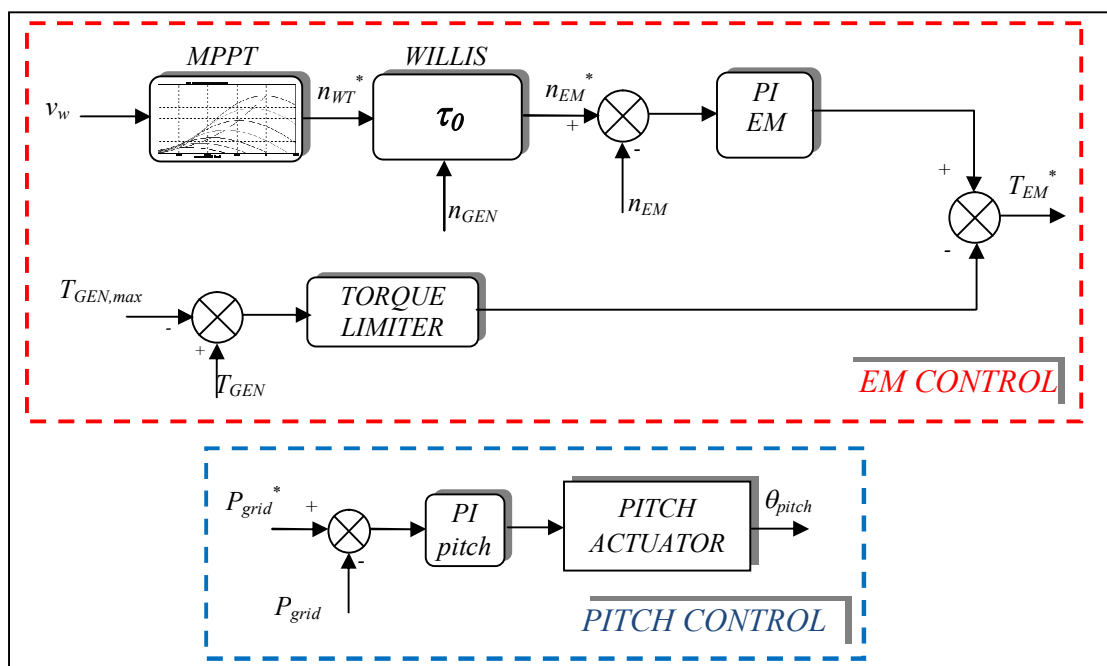 MPPT
WILLIS
v_w
n_WT^*
τ_0
n_EM^*
+
-
PI
EM
n_GEN
n_EM
+
-
T_EM^*
T_GEN,max
-
+
TORQUE
LIMITER
T_GEN
EM CONTROL
P_grid^*
+
-
PI
pitch
PITCH
ACTUATOR
θ_pitch
P_grid
PITCH CONTROL